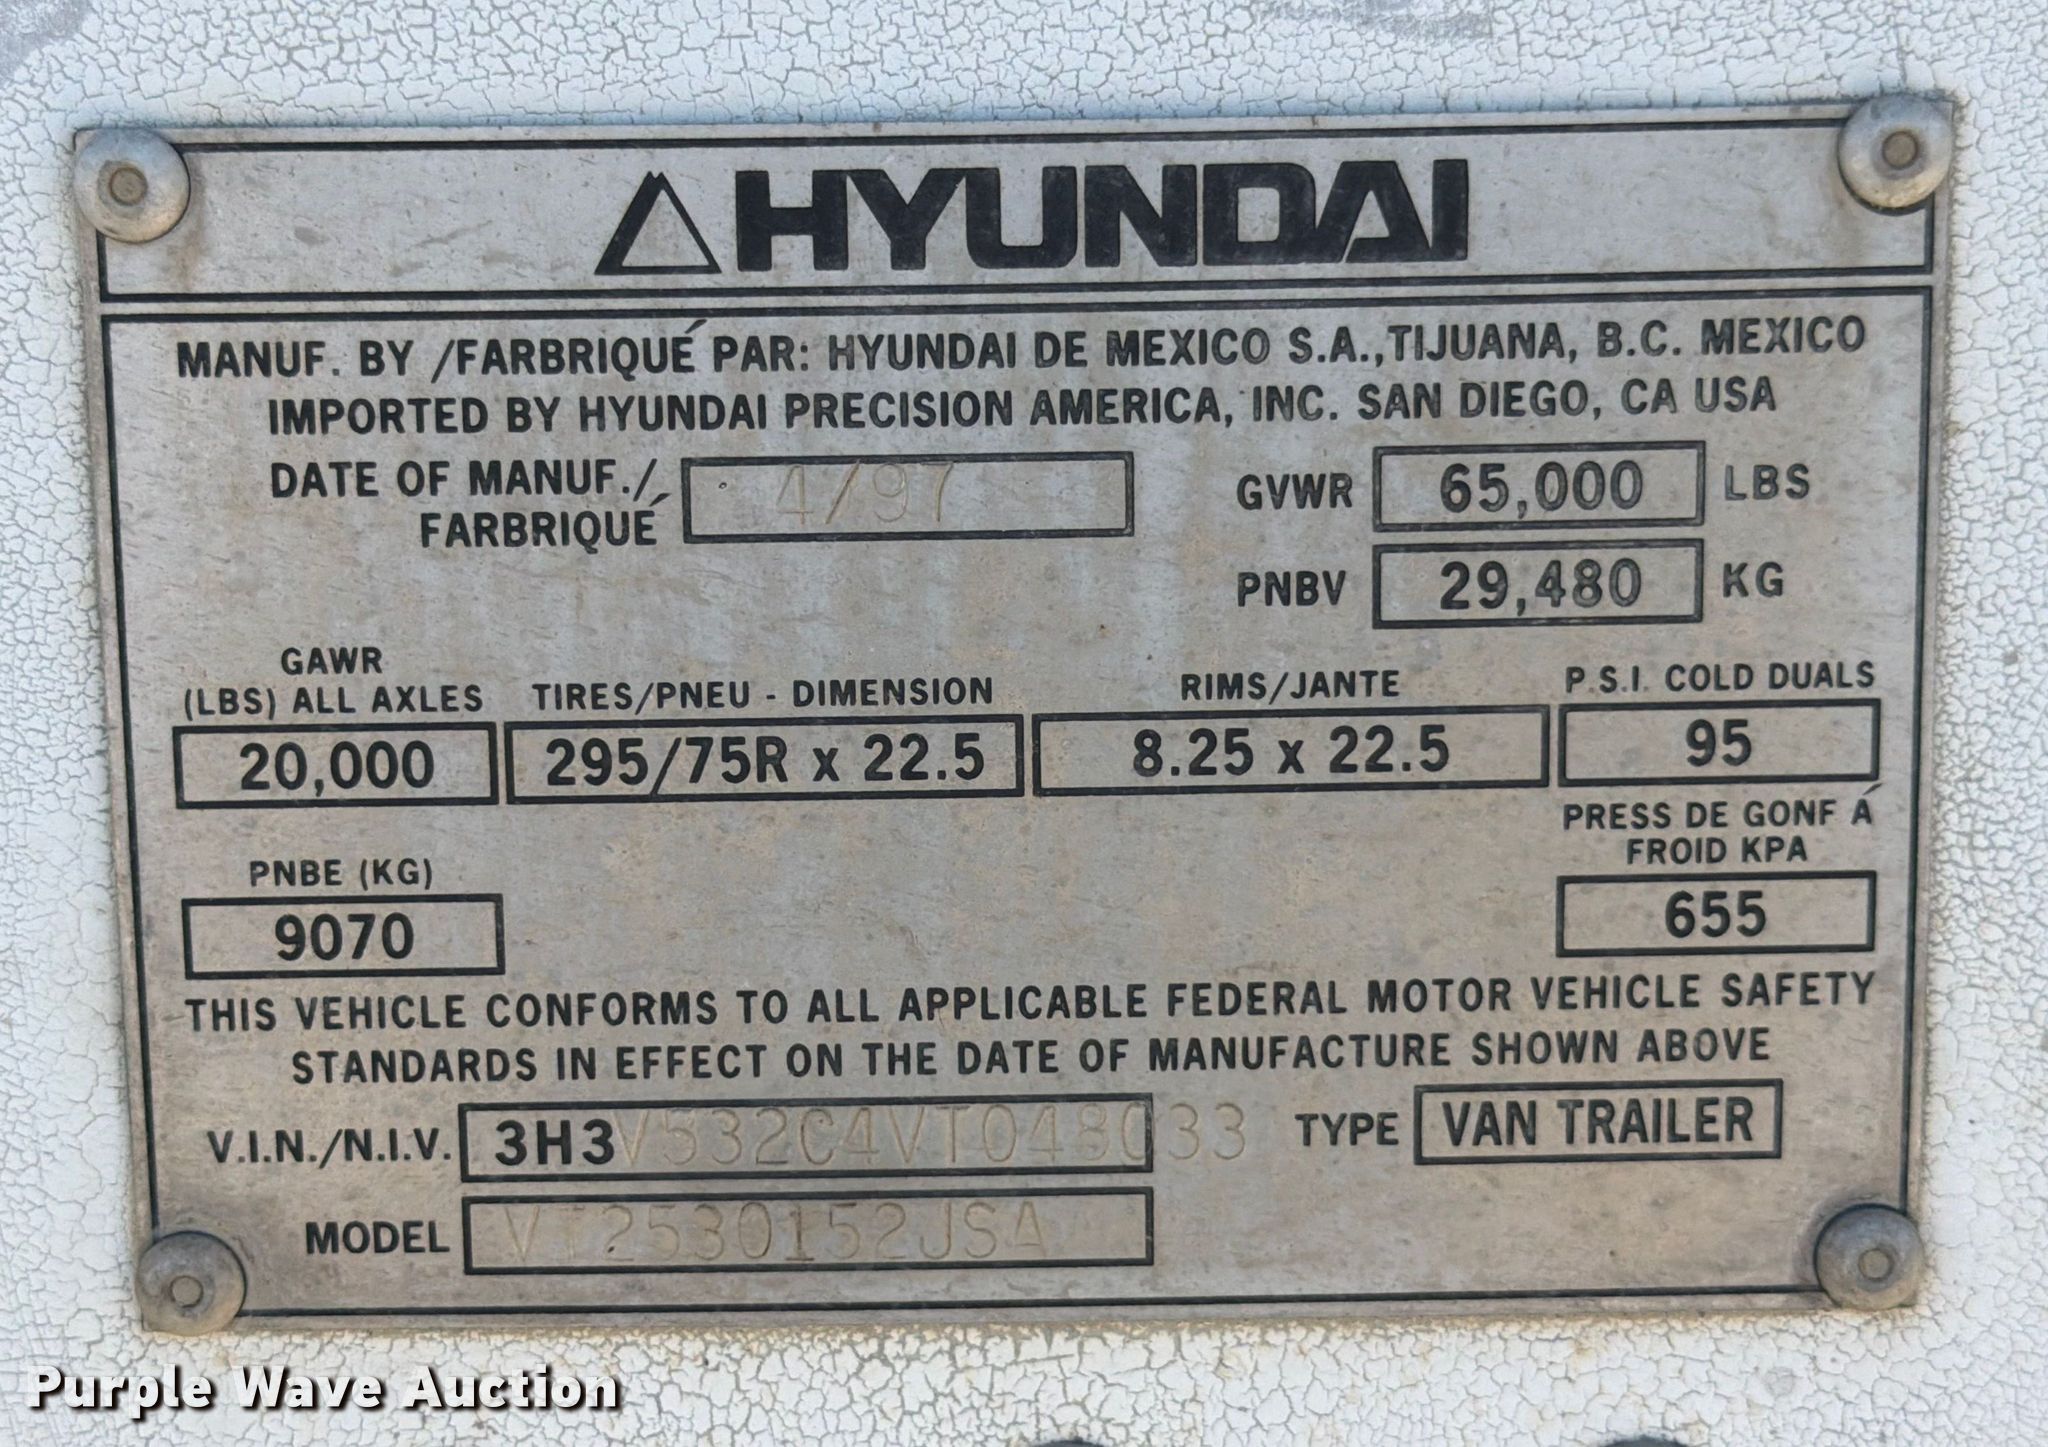 HYUNDAI
MANUF. BY /FARBRIQUÉ PAR: HYUNDAI DE MEXICO S.A., TIJUANA, B.C. MEXICO
IMPORTED BY HYUNDAI PRECISION AMERICA, INC. SAN DIEGO, CA USA
DATE OF MANUF./ FARBRIQUÉ 4/97
GVWR 65,000 LBS
PNBV 29,480 KG
GAWR
(LBS) ALL AXLES
20,000
TIRES/PNEU - DIMENSION
295/75R x 22.5
RIMS/JANTE
8.25 x 22.5
P.S.I. COLD DUALS
95
PNBE (KG)
9070
PRESS DE GONF Á
FROID KPA
655
THIS VEHICLE CONFORMS TO ALL APPLICABLE FEDERAL MOTOR VEHICLE SAFETY
STANDARDS IN EFFECT ON THE DATE OF MANUFACTURE SHOWN ABOVE
V.I.N./N.I.V. 3H3V532C4VT048033
TYPE VAN TRAILER
MODEL VT2530152JSA
Purple Wave Auction